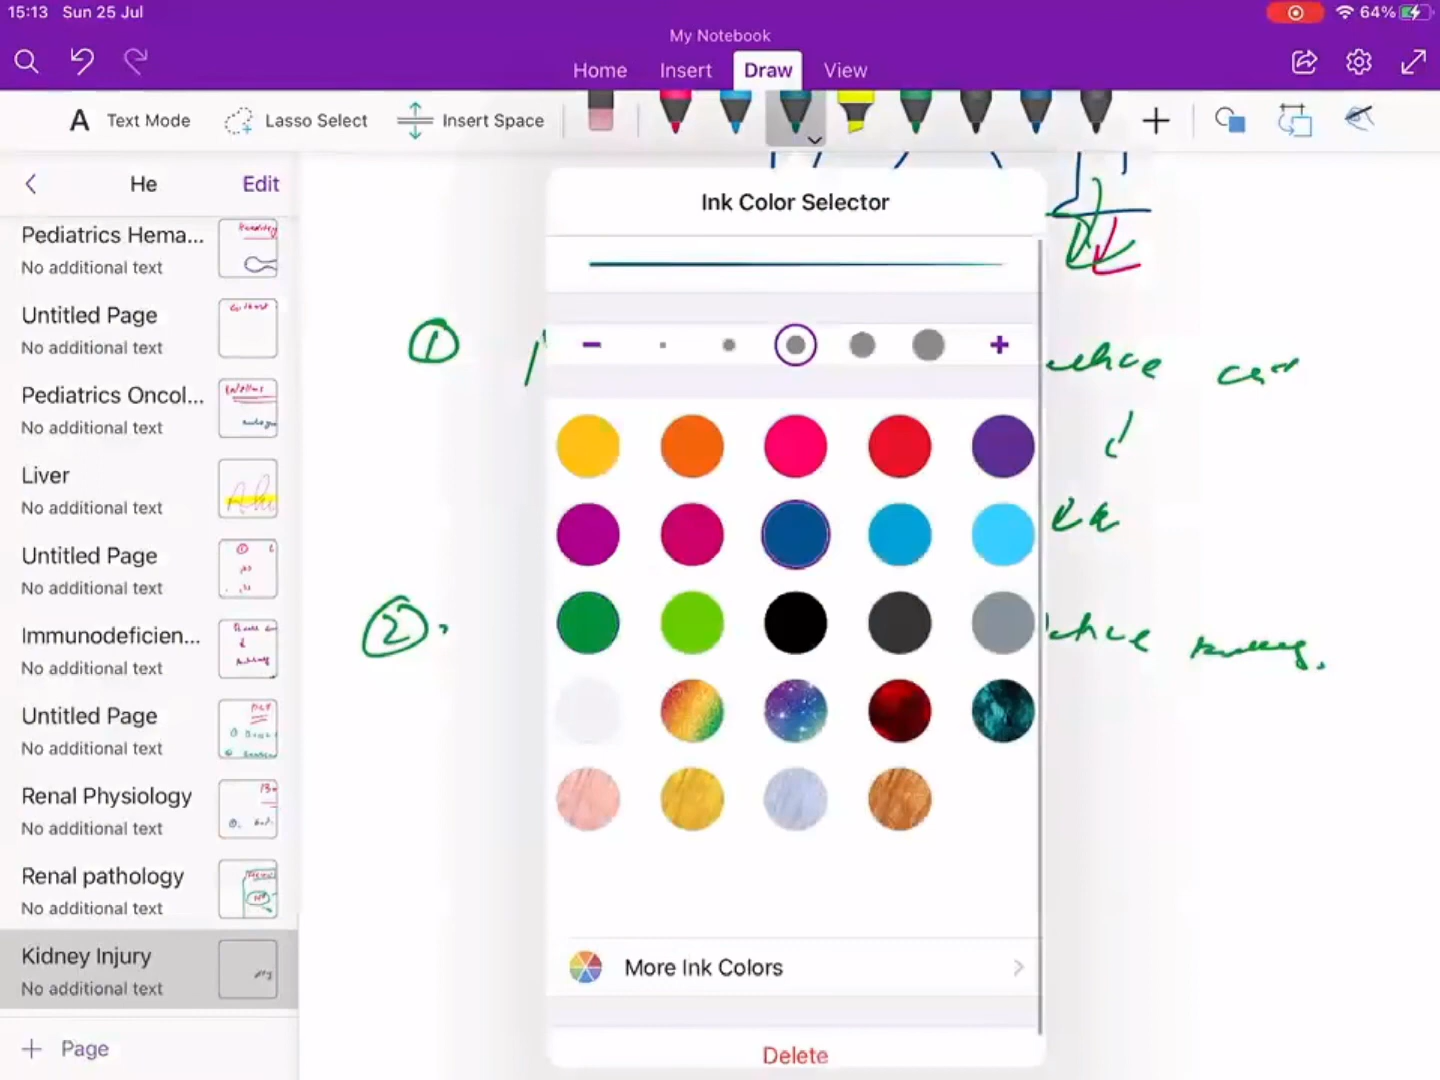 15:13 Sun 25 Jul 64%
My Notebook
Home Insert Draw View
A Text Mode Lasso Select Insert Space
He Edit
Pediatrics Hema...
No additional text
Untitled Page
No additional text
Pediatrics Oncol...
No additional text
Liver
No additional text
Untitled Page
No additional text
Immunodeficien...
No additional text
Untitled Page
No additional text
Renal Physiology
No additional text
Renal pathology
No additional text
Kidney Injury
No additional text
+ Page
Ink Color Selector
More Ink Colors
Delete
①
②